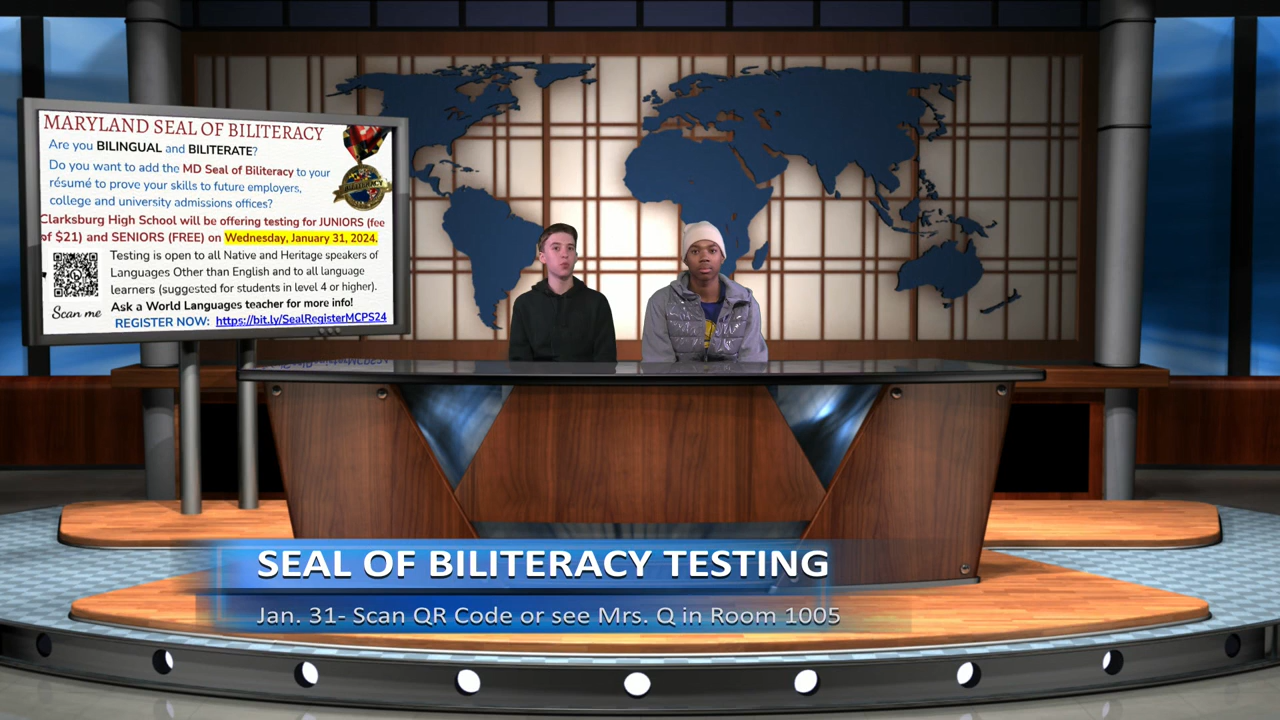 MARYLAND SEAL OF BILITERACY
Are you BILINGUAL and BILITERATE?
Do you want to add the MD Seal of Biliteracy to your
résumé to prove your skills to future employers,
college and university admissions offices?
Clarksburg High School will be offering testing for JUNIORS (fee
of $21) and SENIORS (FREE) on Wednesday, January 31, 2024.
Testing is open to all Native and Heritage speakers of
Languages Other than English and to all language
learners (suggested for students in level 4 or higher).
Scan me
Ask a World Languages teacher for more info!
REGISTER NOW: https://bit.ly/SealRegisterMCPS24
BILITERACY
SEAL OF BILITERACY TESTING
Jan. 31- Scan QR Code or see Mrs. Q in Room 1005